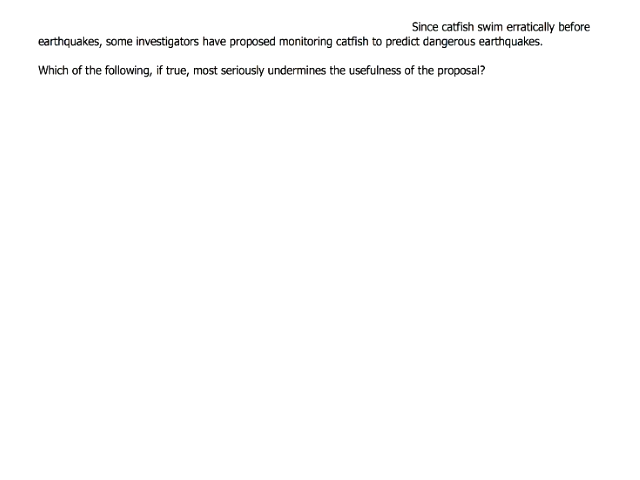 Since catfish swim erratically before
earthquakes, some investigators have proposed monitoring catfish to predict dangerous earthquakes.
Which of the following, if true, most seriously undermines the usefulness of the proposal?